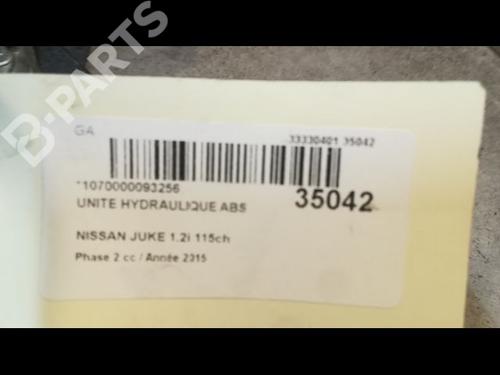 B-PARTS
GA
33330401 35042
*1070000093256
35042
UNITE HYDRAULIQUE ABS
NISSAN JUKE 1.2i 115ch
Phase 2 cc / Année 2015